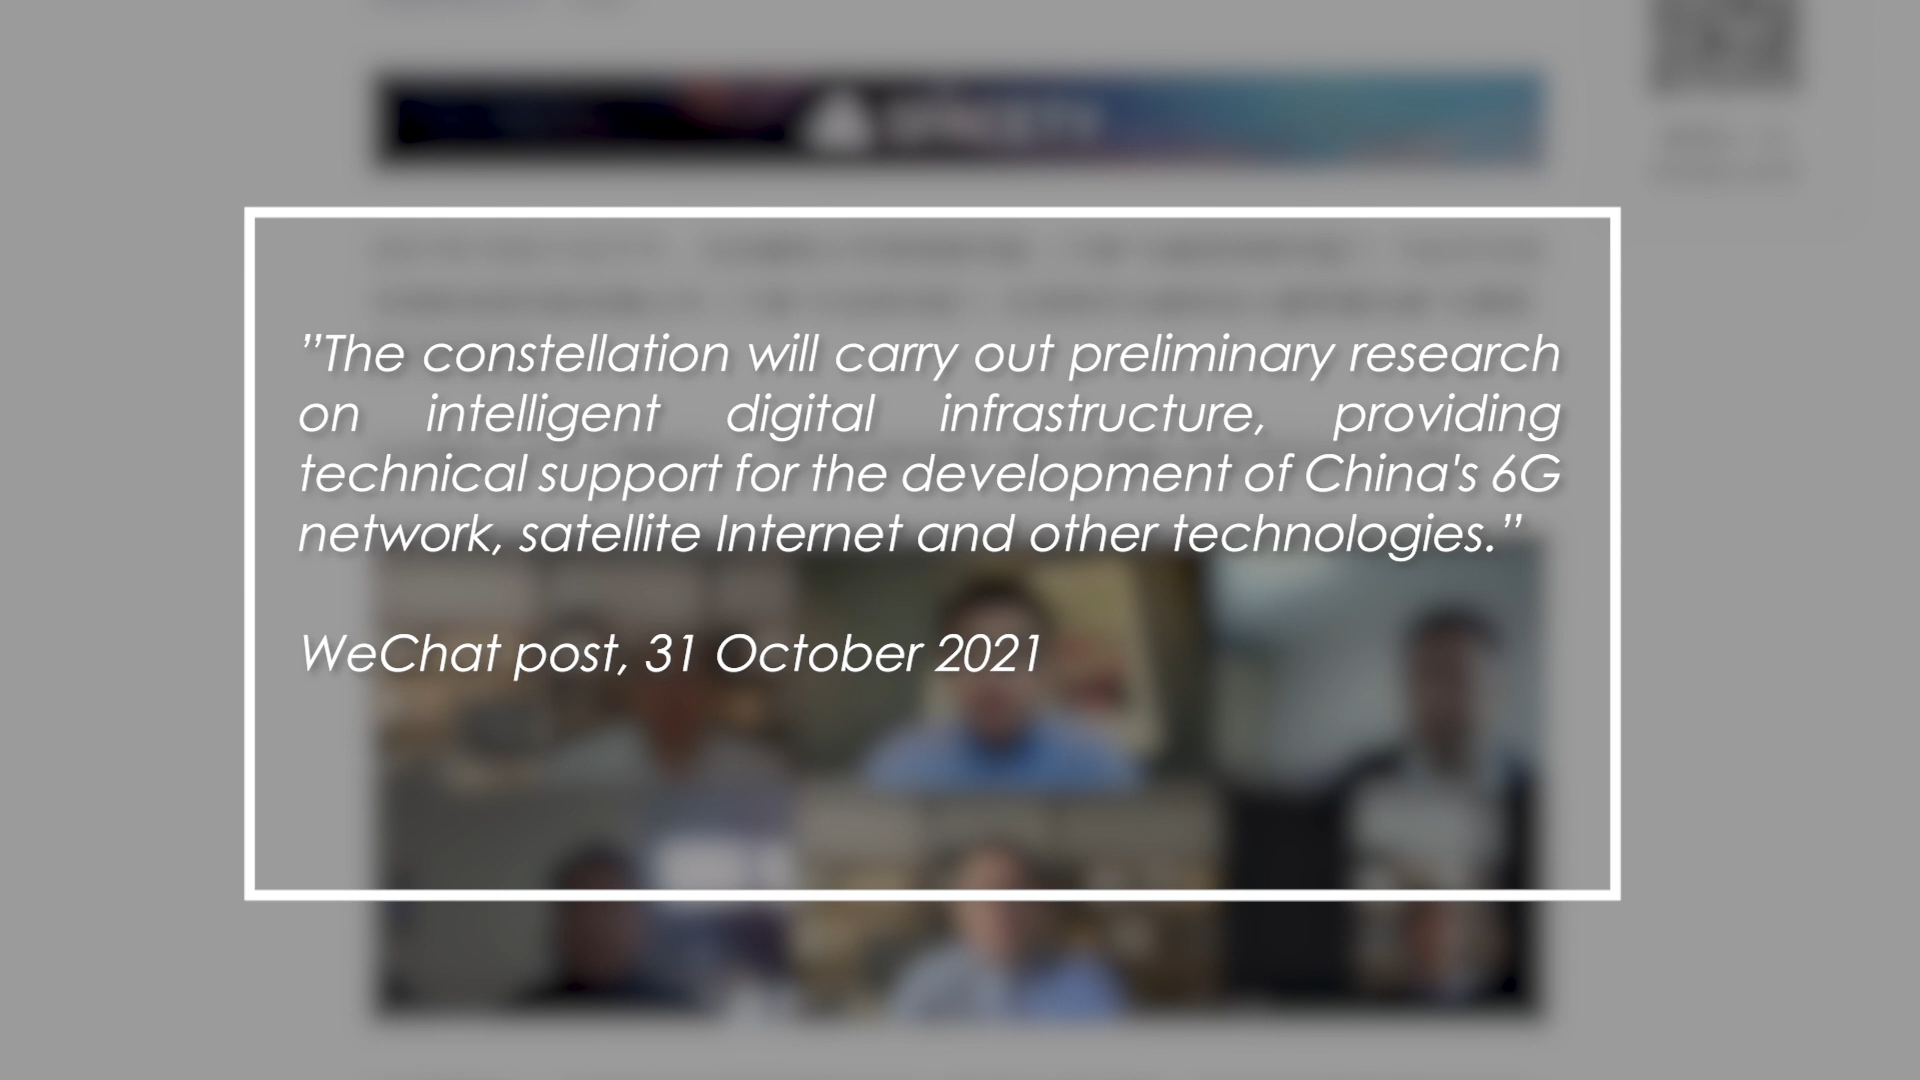 ”The constellation will carry out preliminary research
on intelligent digital infrastructure, providing
technical support for the development of China's 6G
network, satellite Internet and other technologies.”
WeChat post, 31 October 2021